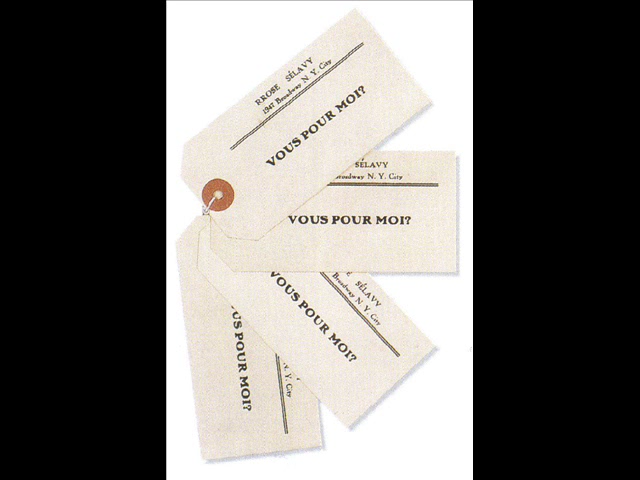 RROSE SÉLAVY
1947 Broadway N. Y. City
VOUS POUR MOI?
SÉLAVY
Broadway N. Y. City
VOUS POUR MOI?
SÉLAVY
Broadway N. Y. City
VOUS POUR MOI?
N. Y. City
POUR MOI?